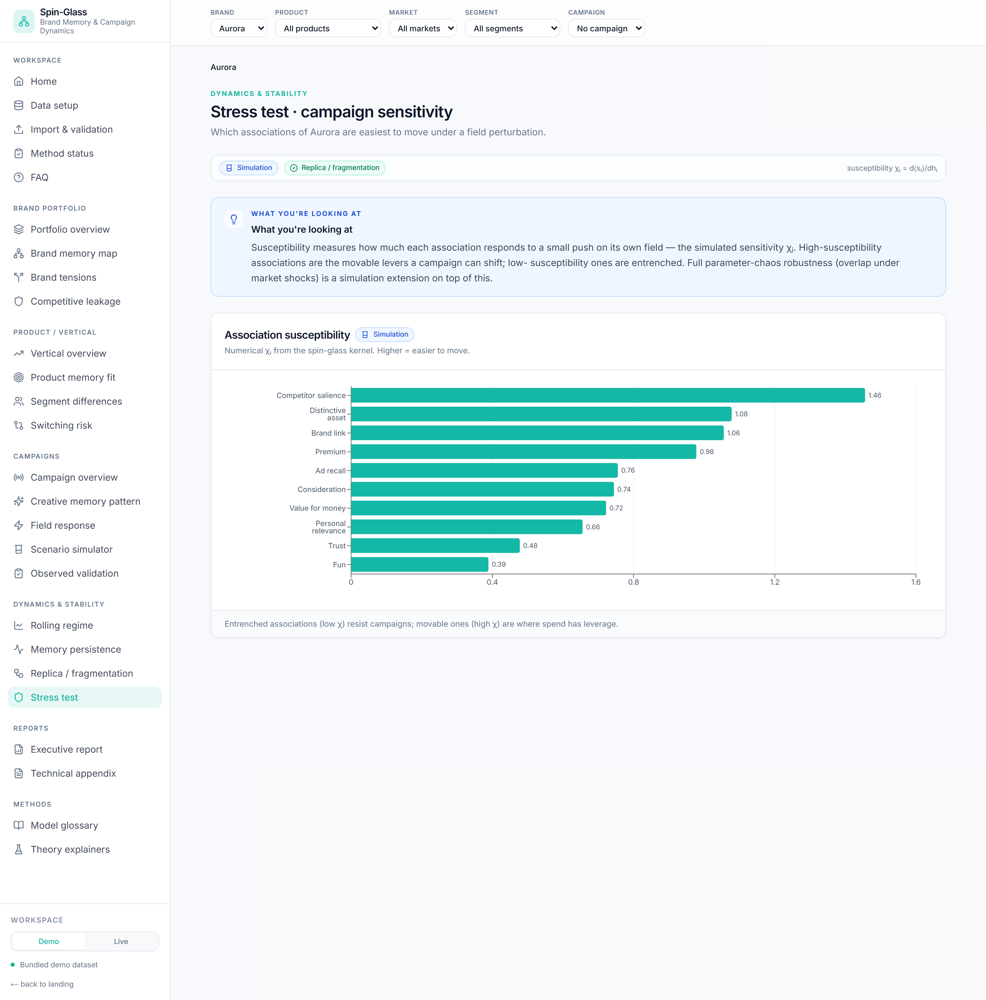 Spin-Glass
Brand Memory & Campaign
Dynamics
WORKSPACE
Home
Data setup
Import & validation
Method status
FAQ
BRAND PORTFOLIO
Portfolio overview
Brand memory map
Brand tensions
Competitive leakage
PRODUCT / VERTICAL
Vertical overview
Product memory fit
Segment differences
Switching risk
CAMPAIGNS
Campaign overview
Creative memory pattern
Field response
Scenario simulator
Observed validation
DYNAMICS & STABILITY
Rolling regime
Memory persistence
Replica / fragmentation
Stress test
REPORTS
Executive report
Technical appendix
METHODS
Model glossary
Theory explainers
WORKSPACE
Demo Live
Bundled demo dataset
← back to landing
BRAND PRODUCT MARKET SEGMENT CAMPAIGN
Aurora All products All markets All segments No campaign
Aurora
DYNAMICS & STABILITY
Stress test · campaign sensitivity
Which associations of Aurora are easiest to move under a field perturbation.
Simulation Replica / fragmentation susceptibility χᵢ = d⟨sᵢ⟩/dhᵢ
WHAT YOU'RE LOOKING AT
What you're looking at
Susceptibility measures how much each association responds to a small push on its own field — the simulated sensitivity χᵢ. High-susceptibility
associations are the movable levers a campaign can shift; low- susceptibility ones are entrenched. Full parameter-chaos robustness (overlap under
market shocks) is a simulation extension on top of this.
Association susceptibility Simulation
Numerical χᵢ from the spin-glass kernel. Higher = easier to move.
Competitor salience 1.46
Distinctive
asset 1.08
Brand link 1.06
Premium 0.98
Ad recall 0.76
Consideration 0.74
Value for money 0.72
Personal
relevance 0.66
Trust 0.48
Fun 0.39
0 0.4 0.8 1.2 1.6
Entrenched associations (low χ) resist campaigns; movable ones (high χ) are where spend has leverage.